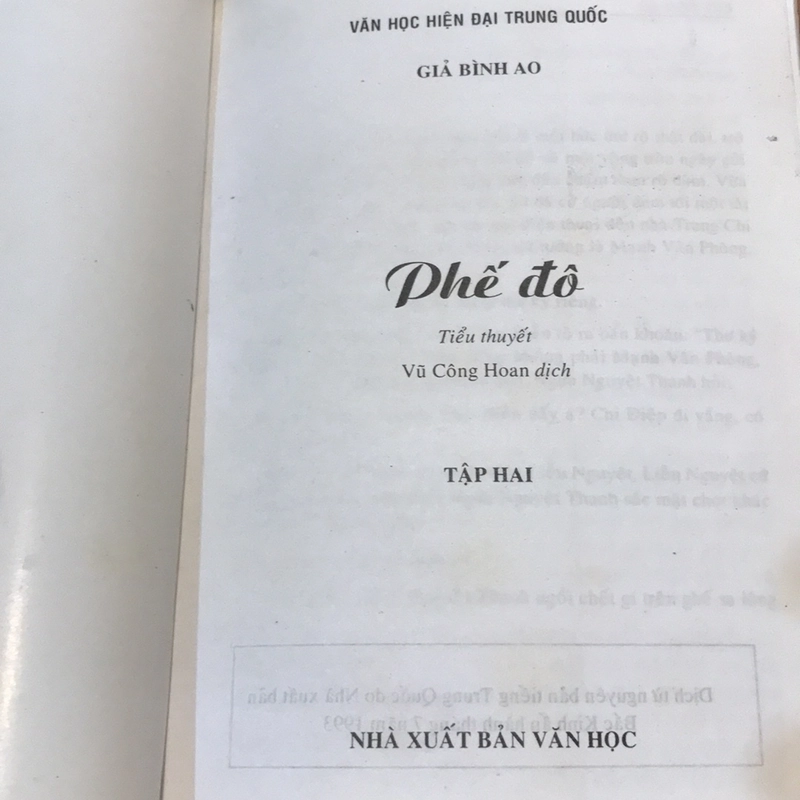 VĂN HỌC HIỆN ĐẠI TRUNG QUỐC
GIẢ BÌNH AO
Phế đô
Tiểu thuyết
Vũ Công Hoan dịch
TẬP HAI
Dịch từ nguyên bản tiếng Trung Quốc do Nhà xuất bản
Bắc Kinh ấn hành tháng 7 năm 1993
NHÀ XUẤT BẢN VĂN HỌC